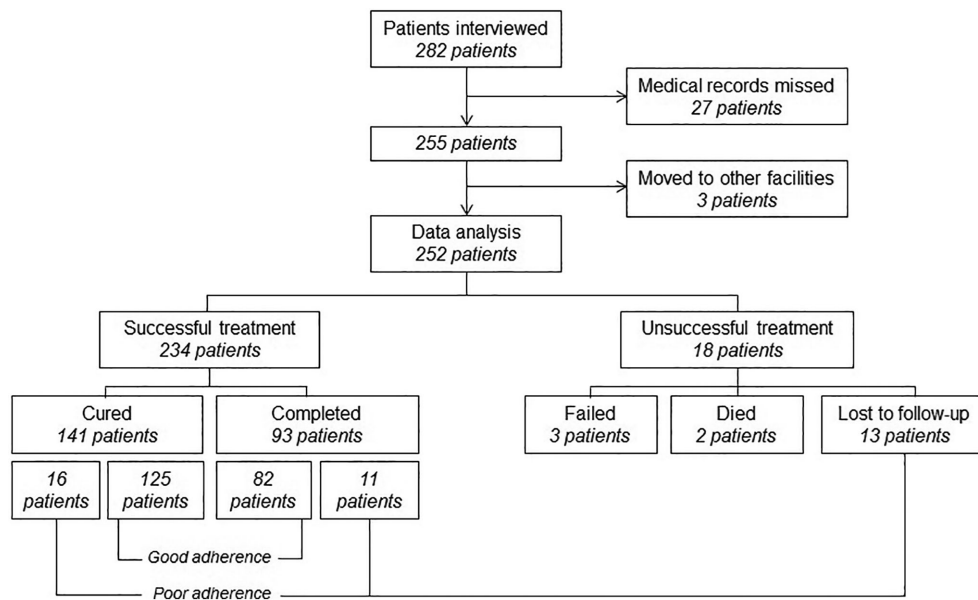 Patients interviewed
282 patients
Medical records missed
27 patients
255 patients
Moved to other facilities
3 patients
Data analysis
252 patients
Successful treatment
234 patients
Unsuccessful treatment
18 patients
Cured
141 patients
Completed
93 patients
Failed
3 patients
Died
2 patients
Lost to follow-up
13 patients
16
patients
125
patients
82
patients
11
patients
Good adherence
Poor adherence